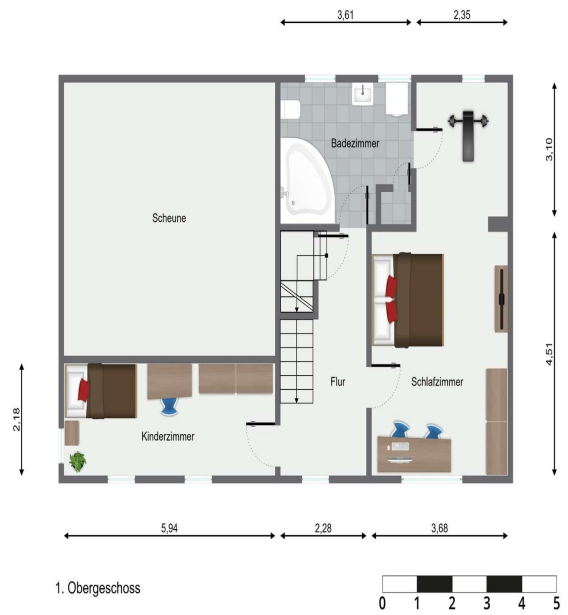 3,61
2,35
Badezimmer
3,10
Scheune
4,51
2,18
Flur
Schlafzimmer
Kinderzimmer
5,94
2,28
3,68
1. Obergeschoss
0 1 2 3 4 5